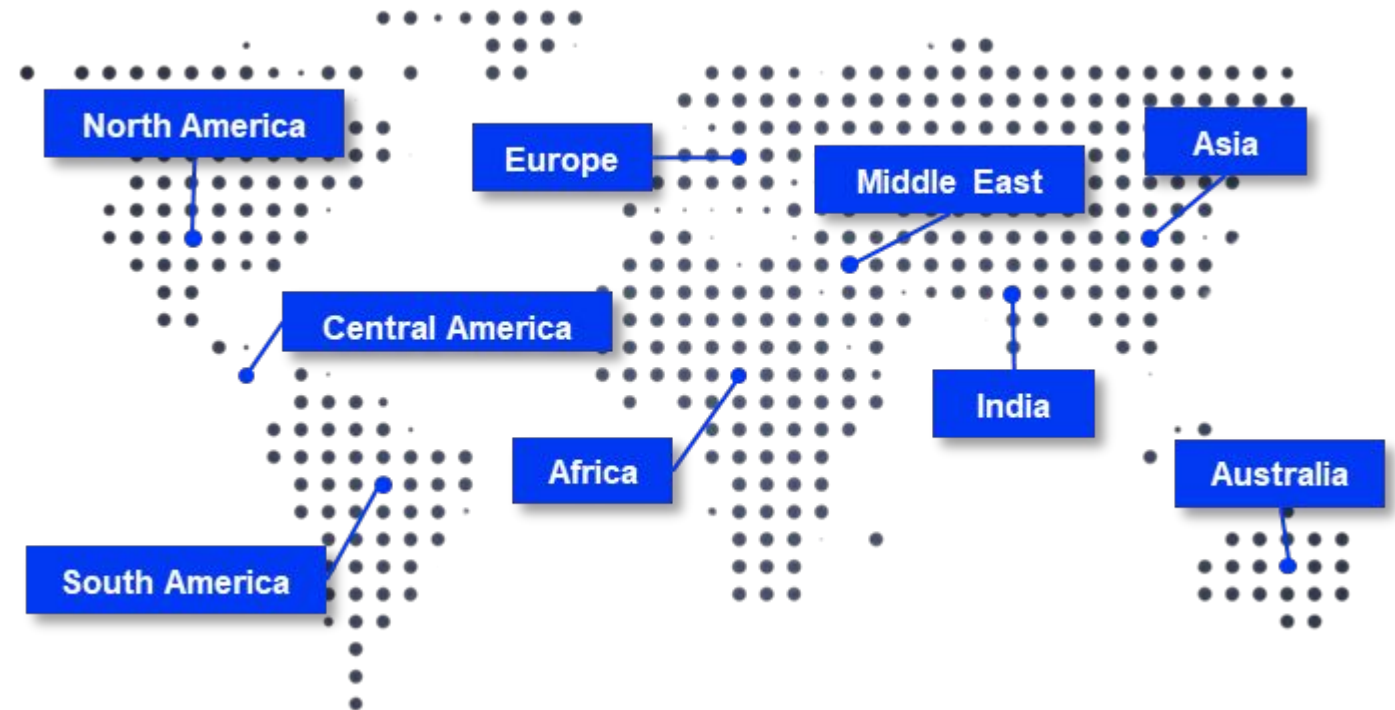 North America
Europe
Asia
Middle East
Central America
India
Africa
Australia
South America